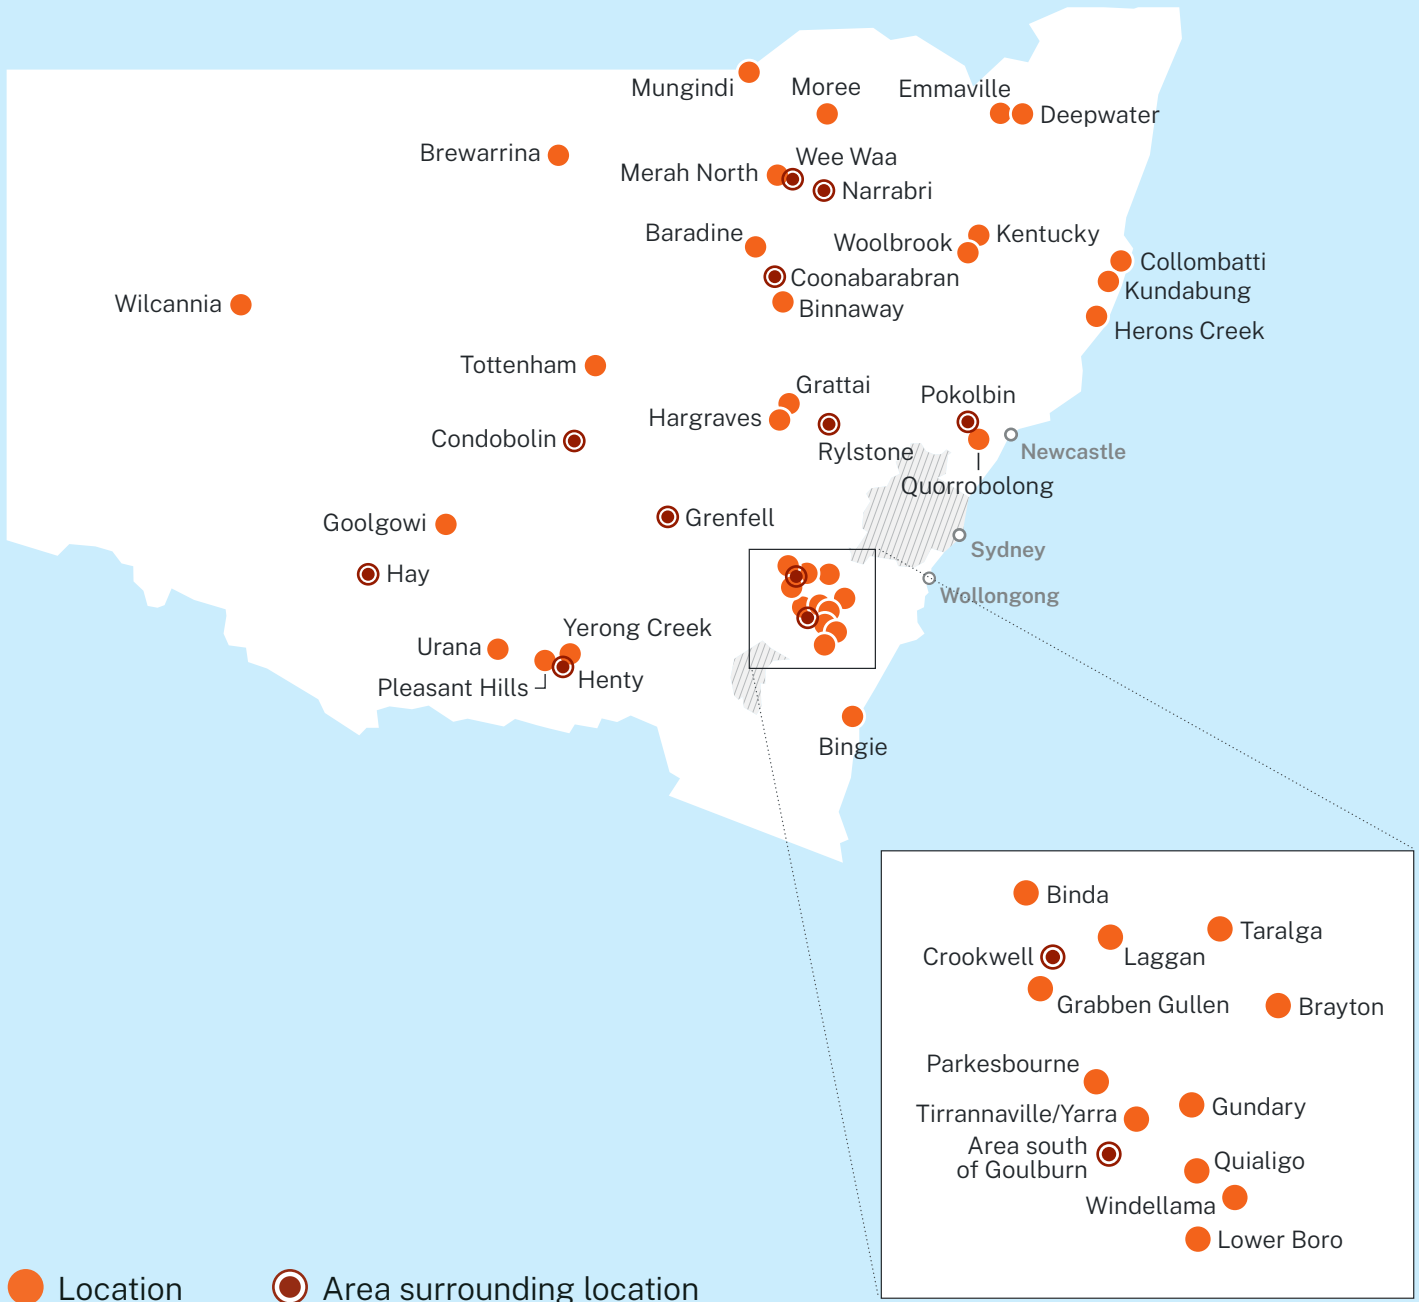 Mungindi
Moree
Emmaville
Deepwater
Brewarrina
Wee Waa
Merah North
Narrabri
Baradine
Woolbrook
Kentucky
Collombatti
Coonabarabran
Kundabung
Wilcannia
Binnaway
Herons Creek
Tottenham
Grattai
Pokolbin
Hargraves
Condobolin
Rylstone
Newcastle
Quorrobolong
Goolgowi
Grenfell
Sydney
Hay
Wollongong
Yerong Creek
Urana
Henty
Pleasant Hills
Bingie
Binda
Taralga
Crookwell
Laggan
Grabben Gullen
Brayton
Parkesbourne
Gundary
Tirrannaville/Yarra
Area south
of Goulburn
Quialigo
Windellama
Lower Boro
Location
Area surrounding location